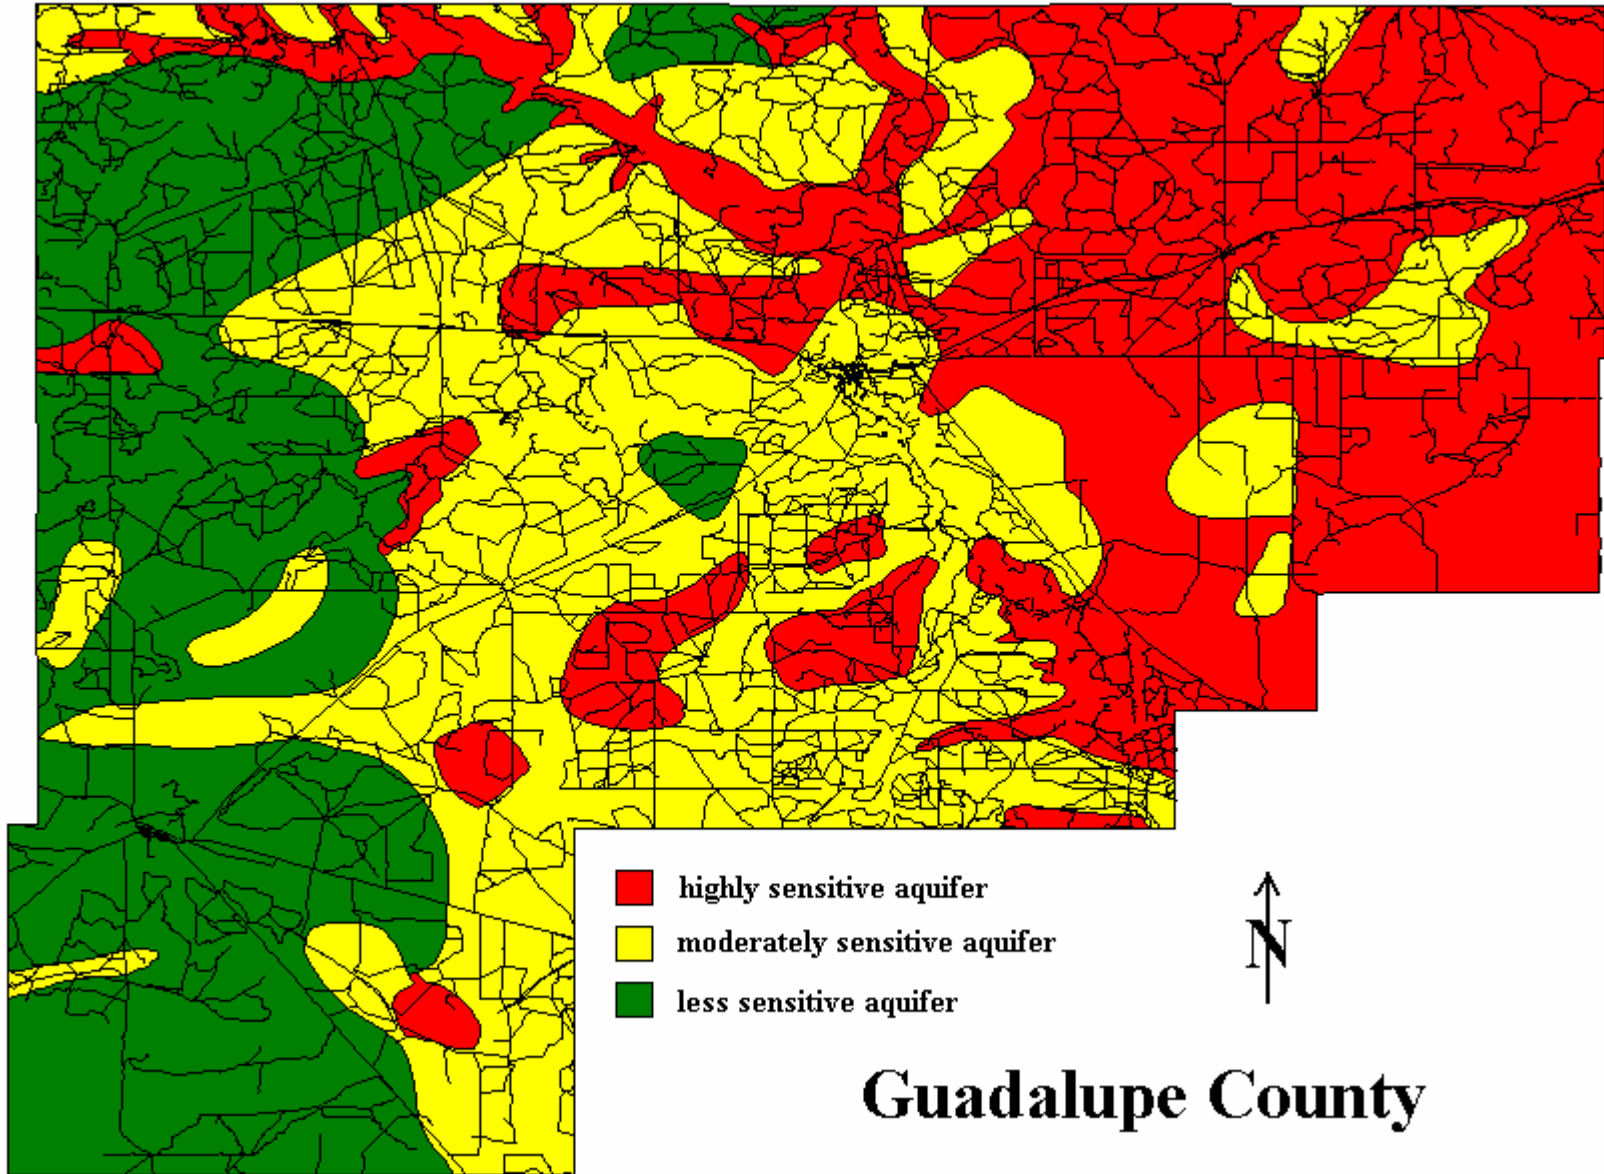 highly sensitive aquifer
moderately sensitive aquifer
less sensitive aquifer
N
Guadalupe County